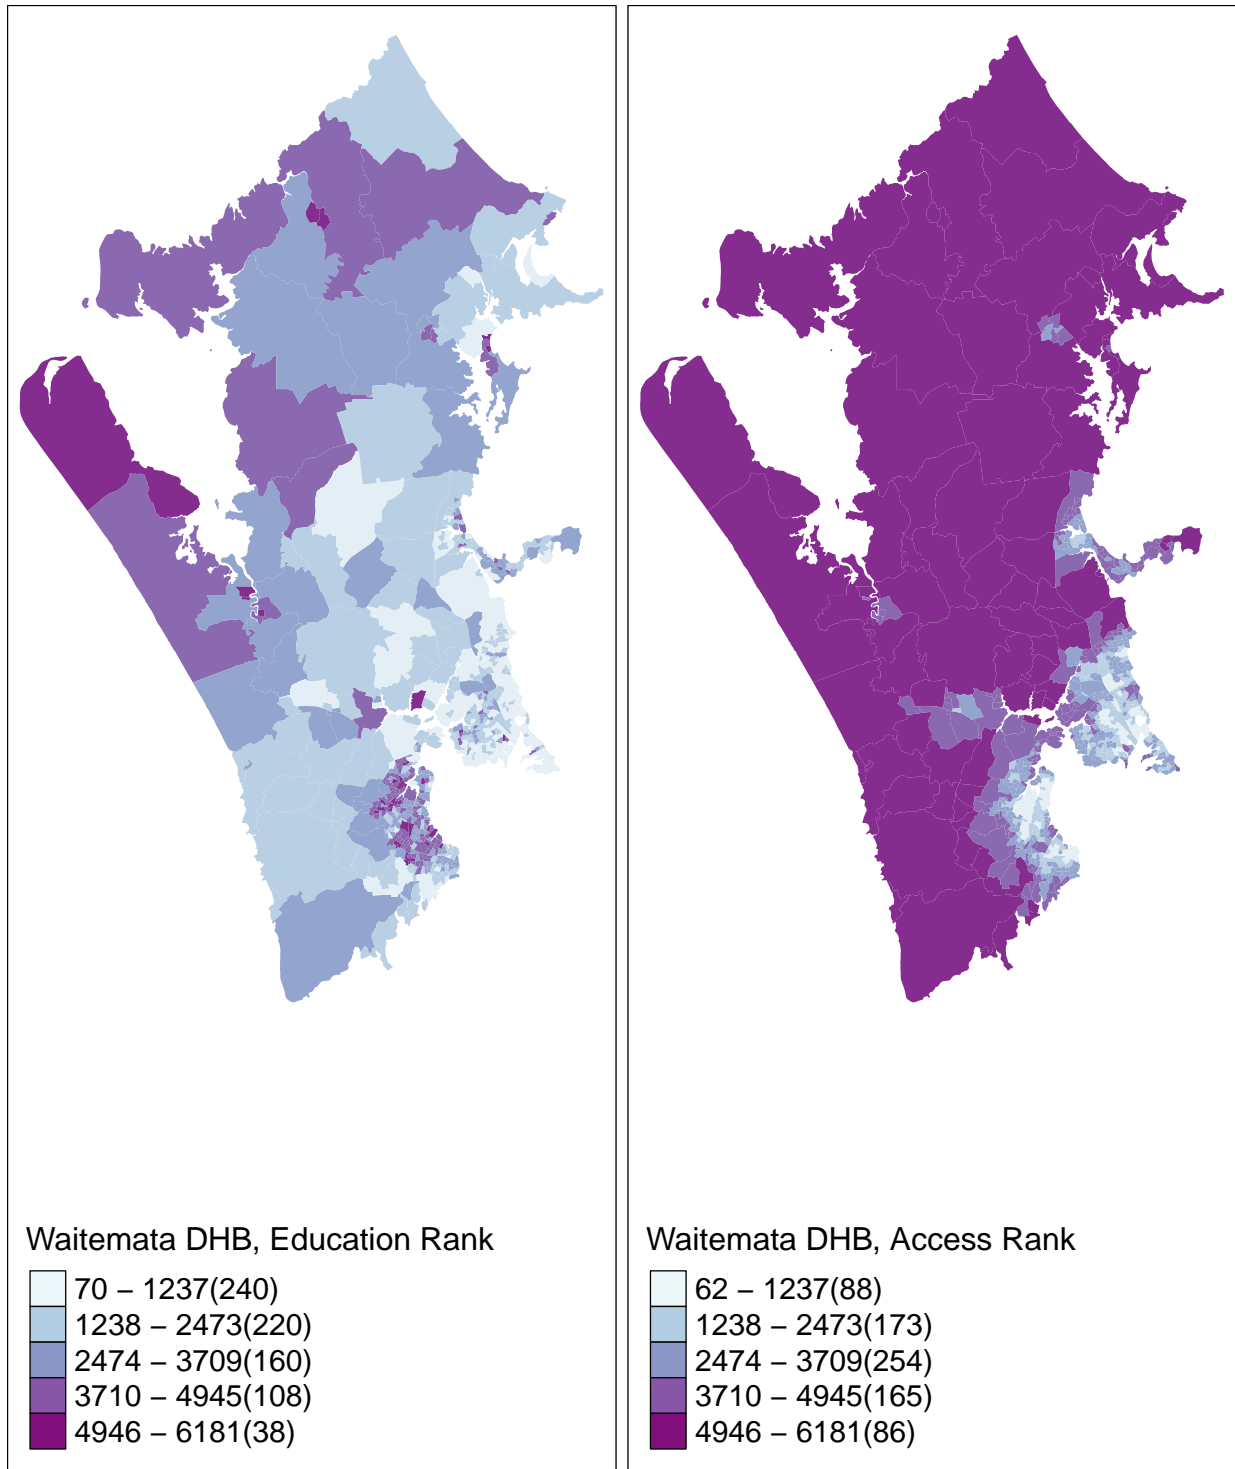 Waitemata DHB, Education Rank
70 – 1237(240)
1238 – 2473(220)
2474 – 3709(160)
3710 – 4945(108)
4946 – 6181(38)
Waitemata DHB, Access Rank
62 – 1237(88)
1238 – 2473(173)
2474 – 3709(254)
3710 – 4945(165)
4946 – 6181(86)